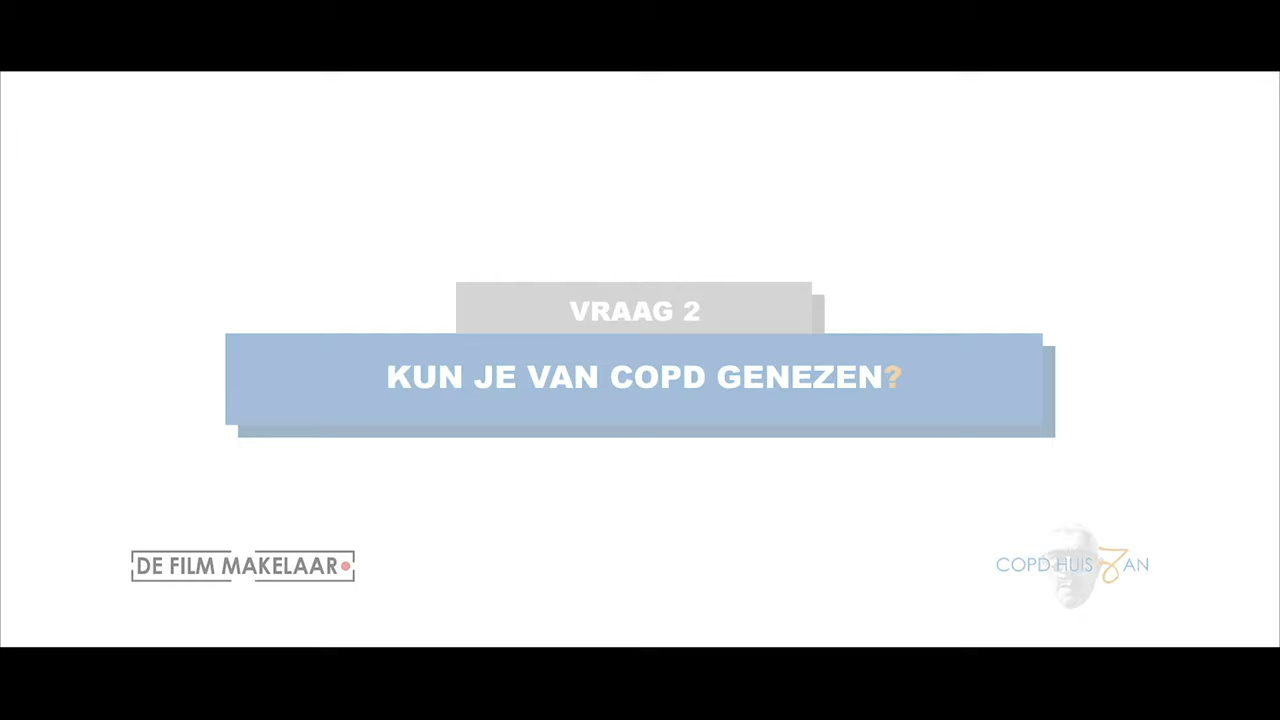 VRAAG 2
KUN JE VAN COPD GENEZEN?
DE FILM MAKELAAR
COPD HUIS ZAN